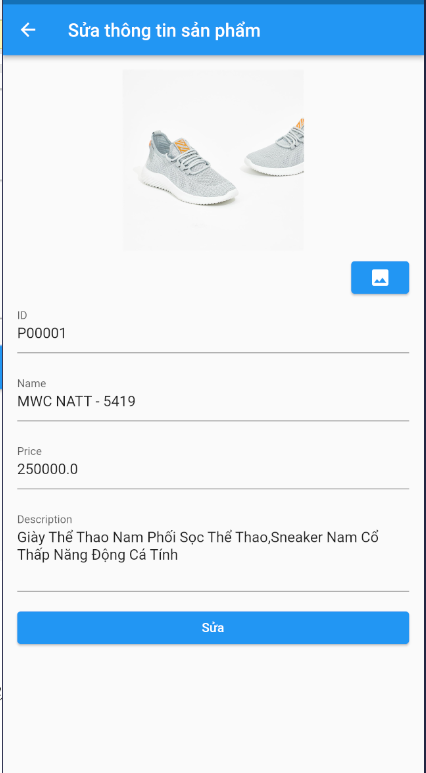 Sửa thông tin sản phẩm
ID
P00001
Name
MWC NATT - 5419
Price
250000.0
Description
Giày Thể Thao Nam Phối Sọc Thể Thao,Sneaker Nam Cổ
Thấp Năng Động Cá Tính
Sửa